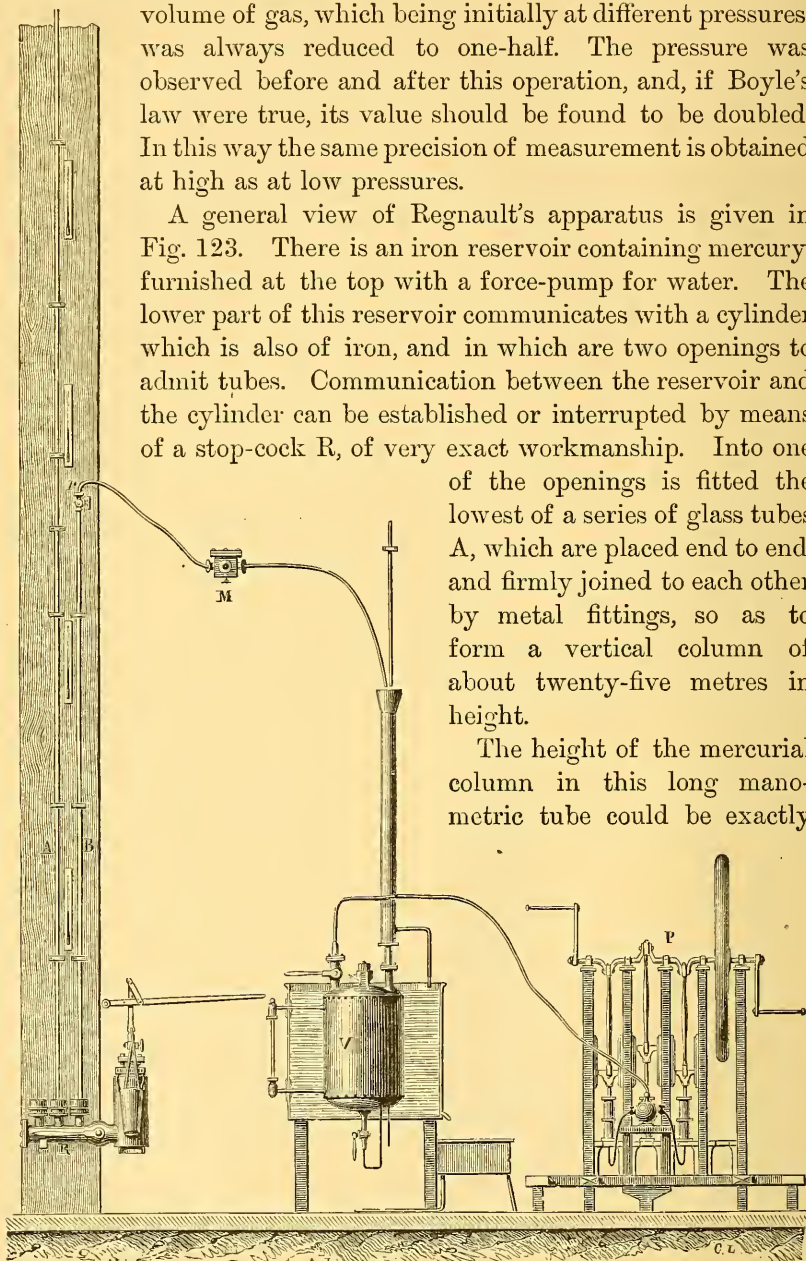 volume of gas, which being initially at different pressures
was always reduced to one-half. The pressure was
observed before and after this operation, and, if Boyle's
law were true, its value should be found to be doubled
In this way the same precision of measurement is obtained
at high as at low pressures.
A general view of Regnault's apparatus is given in
Fig. 123. There is an iron reservoir containing mercury
furnished at the top with a force-pump for water. The
lower part of this reservoir communicates with a cylinder
which is also of iron, and in which are two openings to
admit tubes. Communication between the reservoir and
the cylinder can be established or interrupted by means
of a stop-cock R, of very exact workmanship. Into one
of the openings is fitted the
lowest of a series of glass tubes
A, which are placed end to end
and firmly joined to each other
by metal fittings, so as to
form a vertical column of
about twenty-five metres in
height.
The height of the mercurial
column in this long mano-
metric tube could be exactly
M
A
B
P
V
R
C.L